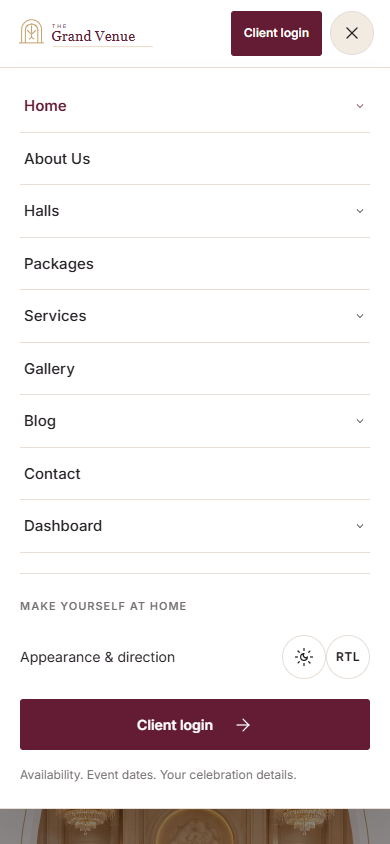 THE
Grand Venue
Client login
Home
About Us
Halls
Packages
Services
Gallery
Blog
Contact
Dashboard
MAKE YOURSELF AT HOME
Appearance & direction
RTL
Client login
Availability. Event dates. Your celebration details.